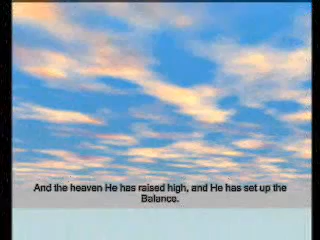 And the heaven He has raised high, and He has set up the
Balance.